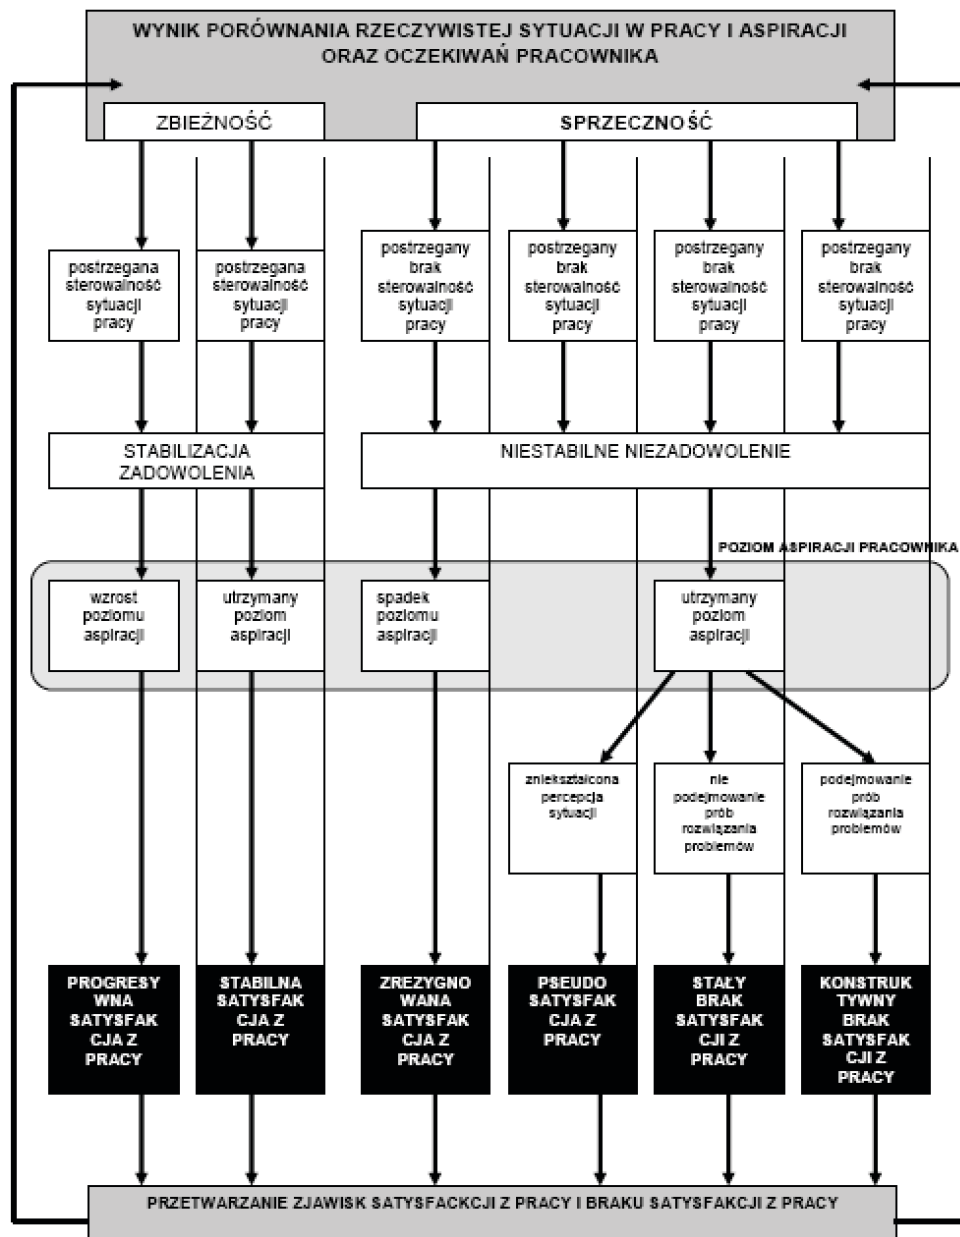 WYNIK PORÓWNANIA RZECZYWISTEJ SYTUACJI W PRACY I ASPIRACJI
ORAZ OCZEKIWAŃ PRACOWNIKA
ZBIEŻNOŚĆ
SPRZECZNOŚĆ
postrzegana
sterowalność
sytuacji
pracy
postrzegana
sterowalność
sytuacji
pracy
postrzegany
brak
sterowalność
sytuacji
pracy
postrzegany
brak
sterowalność
sytuacji
pracy
postrzegany
brak
sterowalność
sytuacji
pracy
postrzegany
brak
sterowalność
sytuacji
pracy
STABILIZACJA
ZADOWOLENIA
NIESTABILNE NIEZADOWOLENIE
POZIOM ASPIRACJI PRACOWNIKA
wzrost
poziomu
aspiracji
utrzymany
poziom
aspiracji
spadek
poziomu
aspiracji
utrzymany
poziom
aspiracji
zniekształcona
percepcja
sytuacji
nie
podejmowanie
prób
rozwiązania
problemów
podejmowanie
prób
rozwiązania
problemów
PROGRESY
WNA
SATYSFAK
CJA Z
PRACY
STABILNA
SATYSFAK
CJA Z
PRACY
ZREZYGNO
WANA
SATYSFAK
CJA Z
PRACY
PSEUDO
SATYSFAK
CJA Z
PRACY
STAŁY
BRAK
SATYSFAK
CJI Z
PRACY
KONSTRUK
TYWNY
BRAK
SATYSFAK
CJI Z
PRACY
PRZETWARZANIE ZJAWISK SATYSFACKCJI Z PRACY I BRAKU SATYSFAKCJI Z PRACY